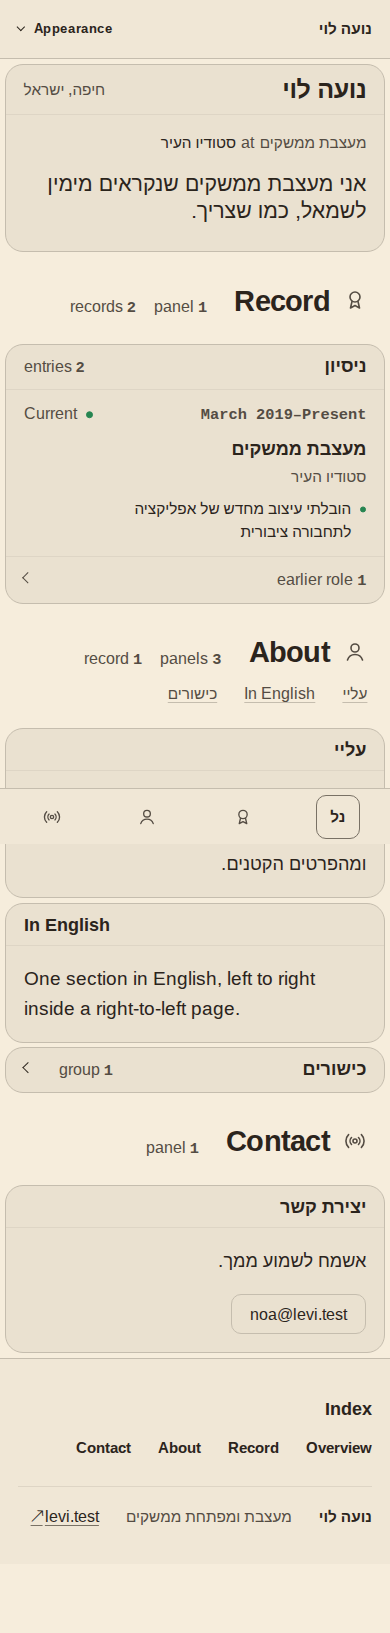 נועה לוי
Appearance
נועה לוי
חיפה, ישראל
מעצבת ממשקים at סטודיו העיר
אני מעצבת ממשקים שנקראים מימין
לשמאל, כמו שצריך.
Record
1 panel
2 records
ניסיון
2 entries
March 2019–Present
Current
מעצבת ממשקים
סטודיו העיר
הובלתי עיצוב מחדש של אפליקציה
לתחבורה ציבורית
1 earlier role
About
3 panels
1 record
עליי
In English
כישורים
עליי
נל
ומהפרטים הקטנים.
In English
One section in English, left to right
inside a right-to-left page.
כישורים
1 group
Contact
1 panel
יצירת קשר
אשמח לשמוע ממך.
noa@levi.test
Index
Overview
Record
About
Contact
נועה לוי
מעצבת ומפתחת ממשקים
levi.test↗